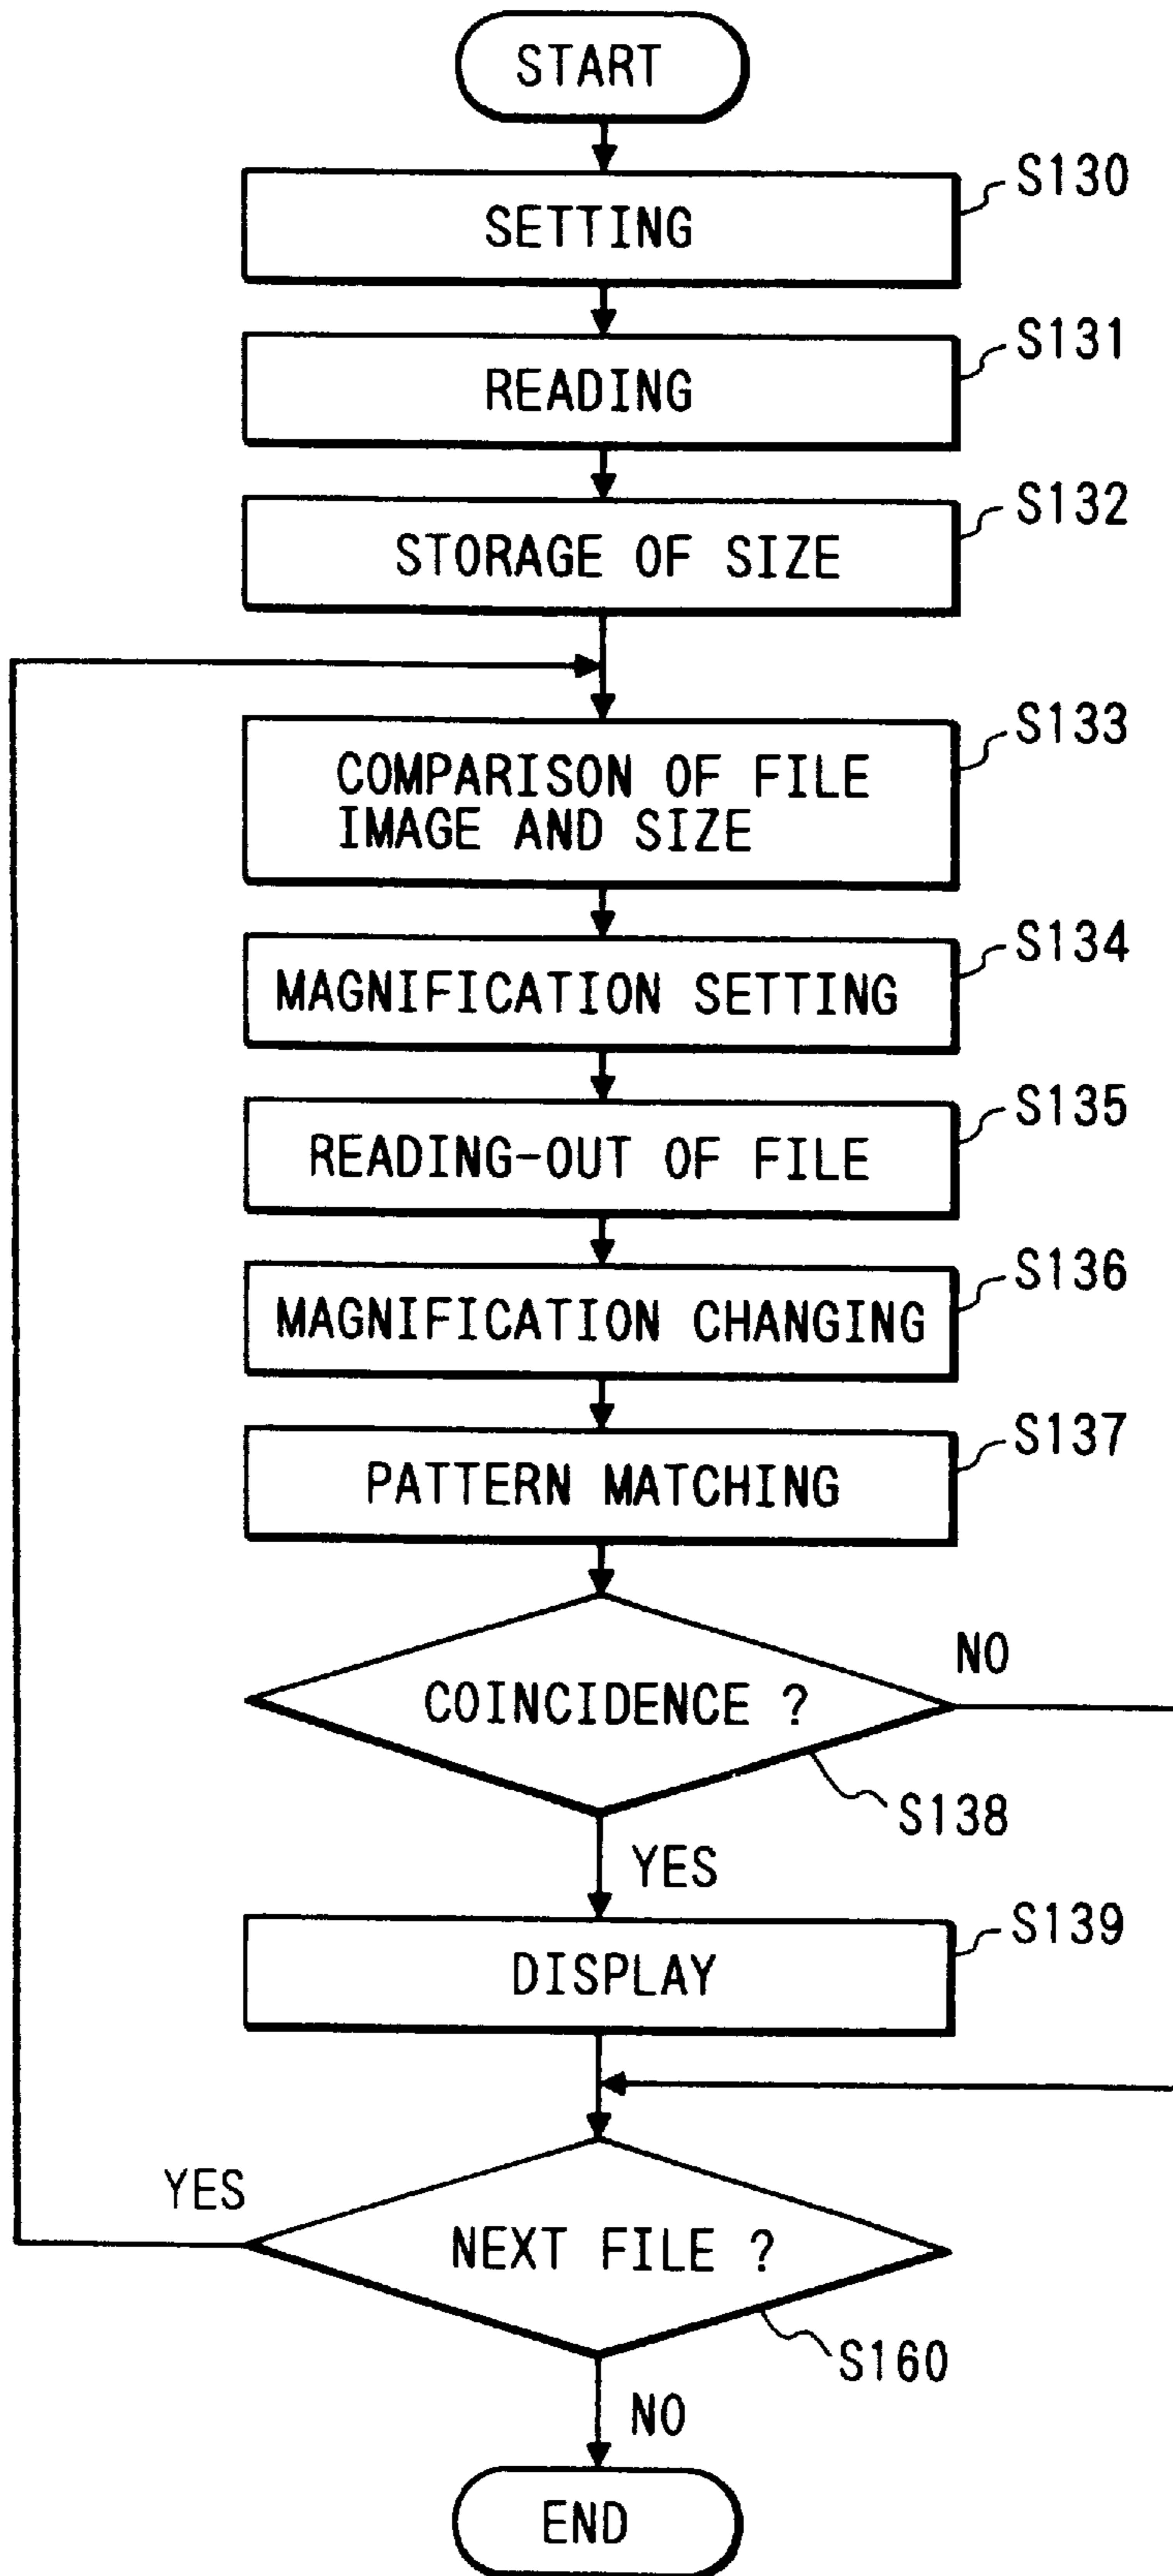 START
S130
SETTING
S131
READING
S132
STORAGE OF SIZE
S133
COMPARISON OF FILE
IMAGE AND SIZE
S134
MAGNIFICATION SETTING
S135
READING-OUT OF FILE
S136
MAGNIFICATION CHANGING
S137
PATTERN MATCHING
NO
COINCIDENCE ?
S138
YES
S139
DISPLAY
YES
NEXT FILE ?
S160
NO
END